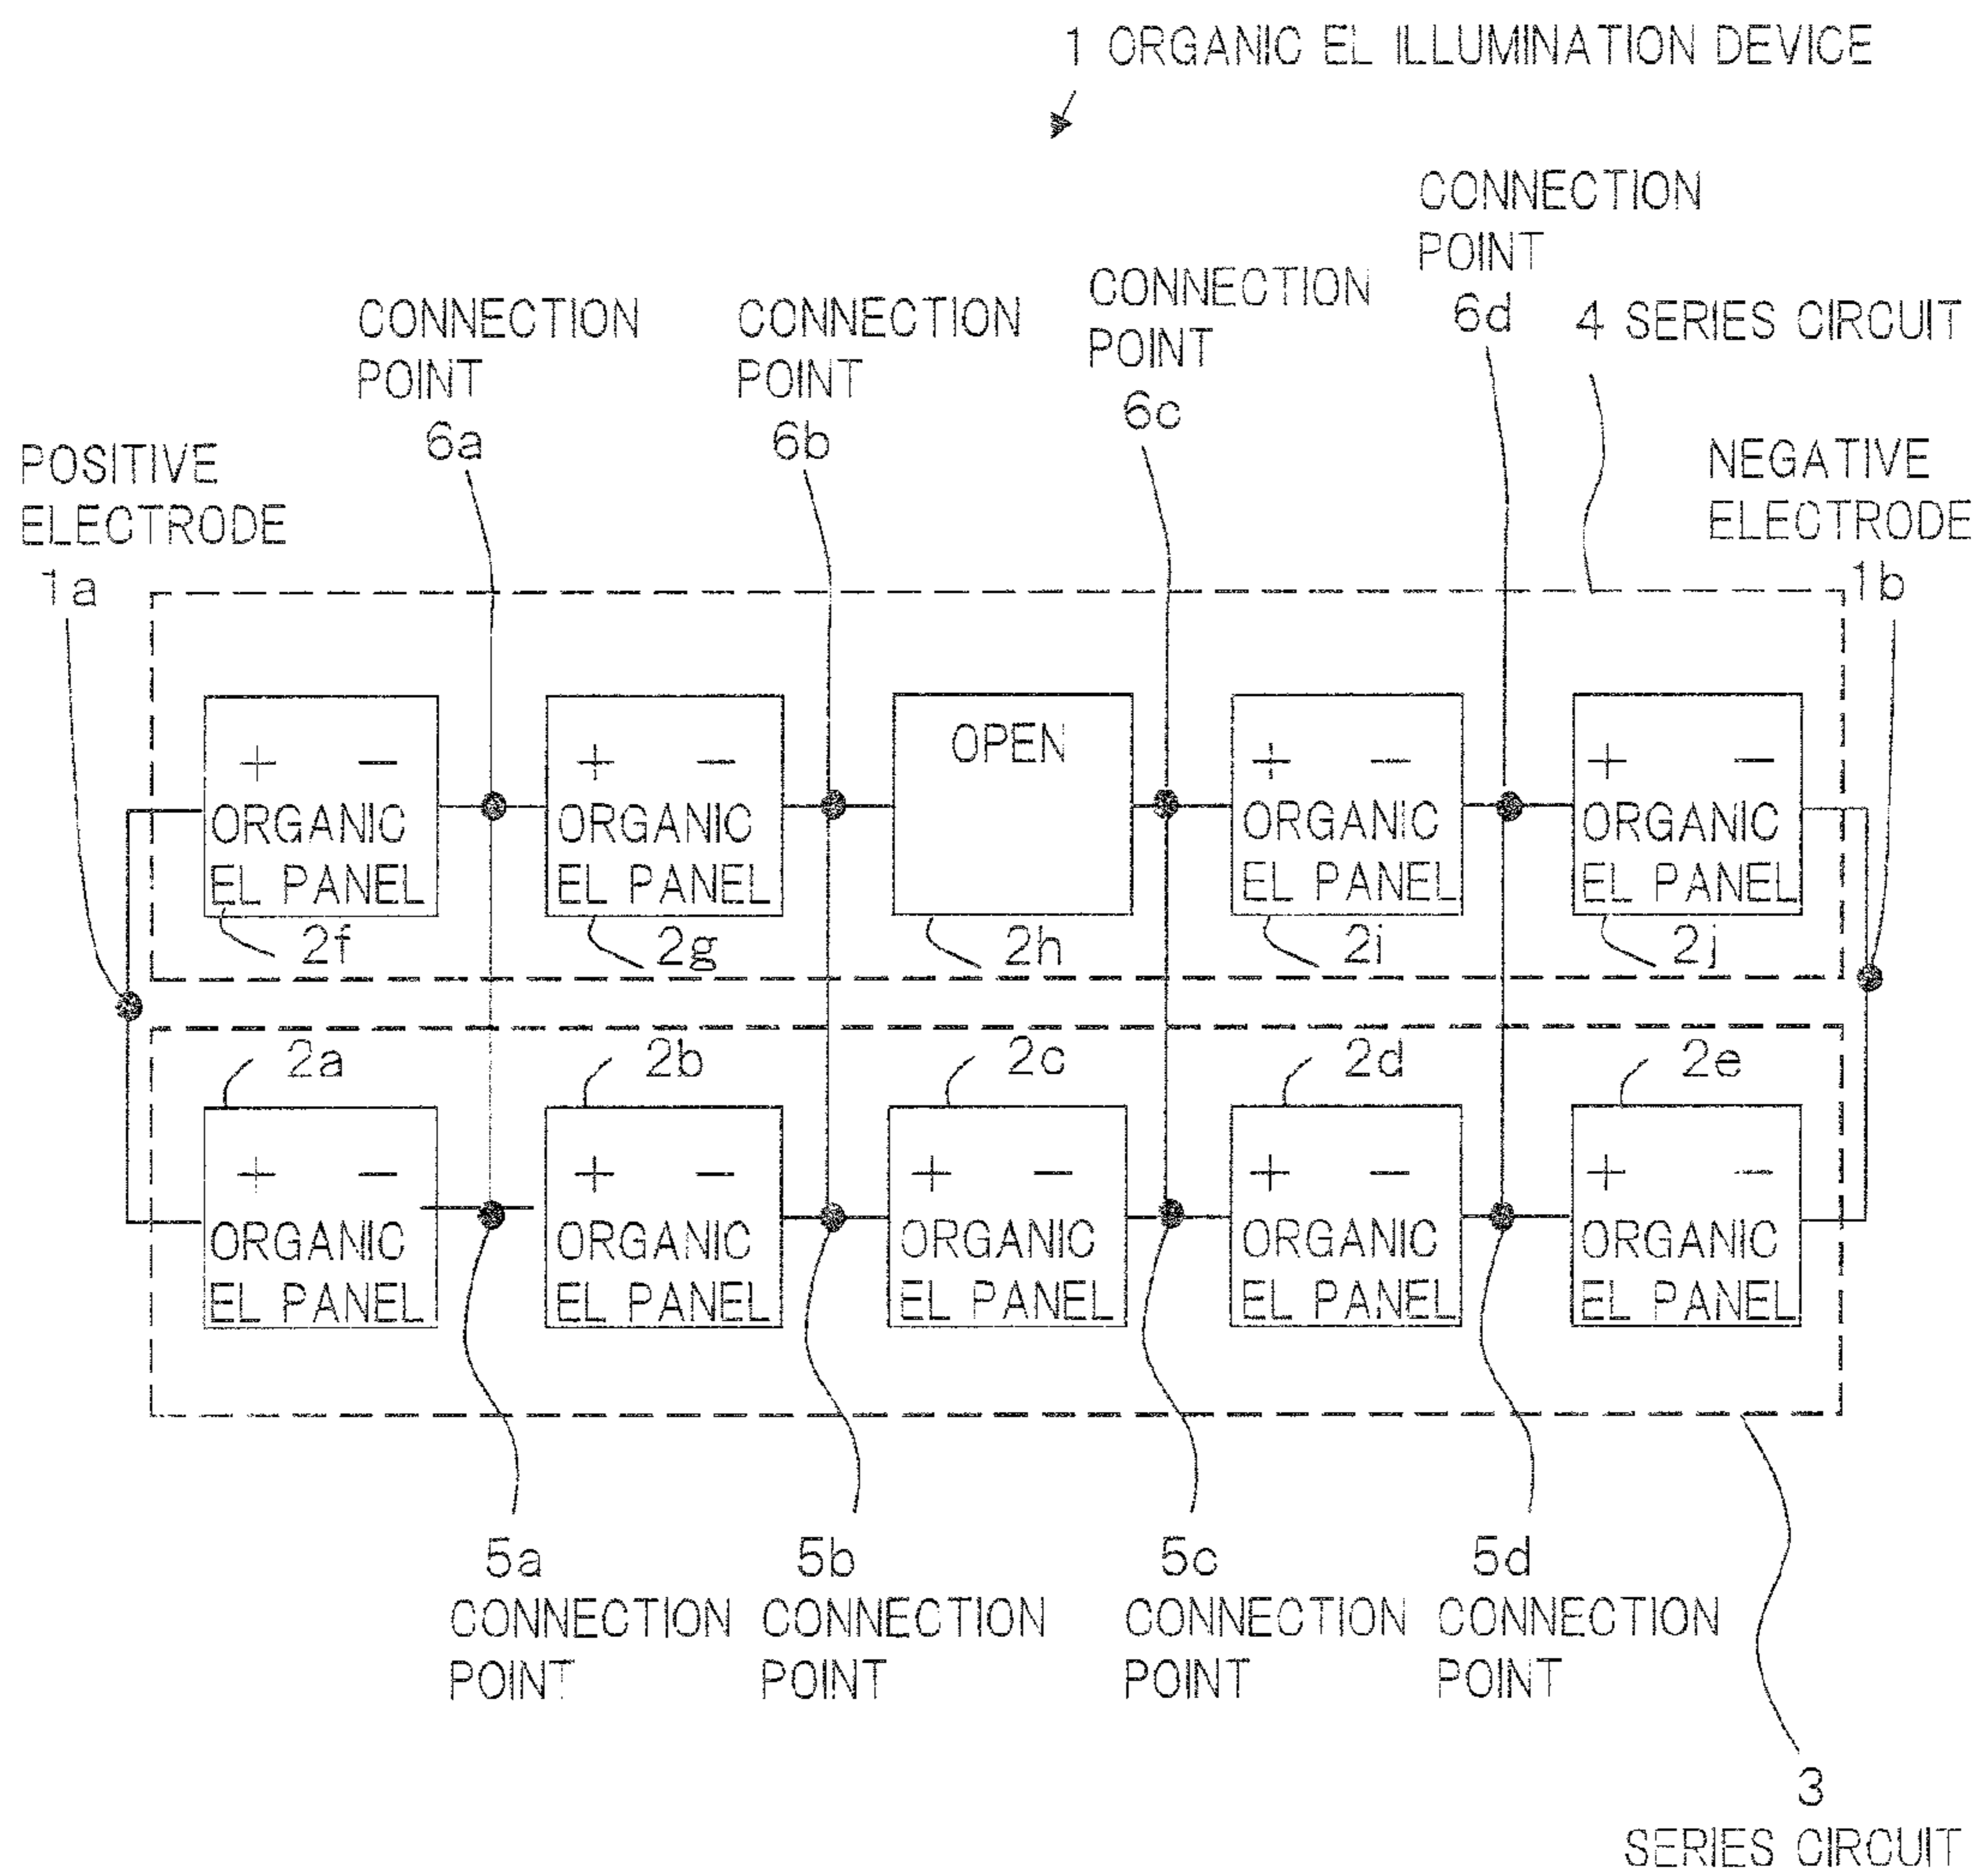 1 ORGANIC EL ILLUMINATION DEVICE
CONNECTION
POINT
6d
CONNECTION
POINT
6c
CONNECTION
POINT
6a
CONNECTION
POINT
6b
4 SERIES CIRCUIT
POSITIVE
ELECTRODE
1a
NEGATIVE
ELECTRODE
1b
+ −
ORGANIC
EL PANEL
2f
+ −
ORGANIC
EL PANEL
2g
OPEN
2h
+ −
ORGANIC
EL PANEL
2i
+ −
ORGANIC
EL PANEL
2j
2a
+ −
ORGANIC
EL PANEL
2b
+ −
ORGANIC
EL PANEL
2c
+ −
ORGANIC
EL PANEL
2d
+ −
ORGANIC
EL PANEL
2e
+ −
ORGANIC
EL PANEL
5a
CONNECTION
POINT
5b
CONNECTION
POINT
5c
CONNECTION
POINT
5d
CONNECTION
POINT
3
SERIES CIRCUIT